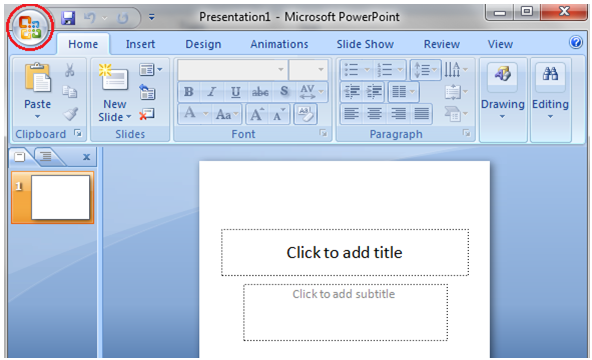 Presentation1 - Microsoft PowerPoint
Home Insert Design Animations Slide Show Review View
Paste
New
Slide
B I U abc S AV
A Aa A A
Drawing
Editing
Clipboard Slides Font Paragraph
1
Click to add title
Click to add subtitle